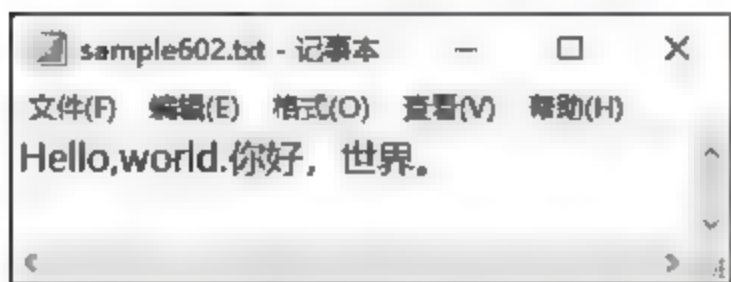 sample602.txt - 记事本
文件(F) 编辑(E) 格式(O) 查看(V) 帮助(H)
Hello,world.你好，世界。